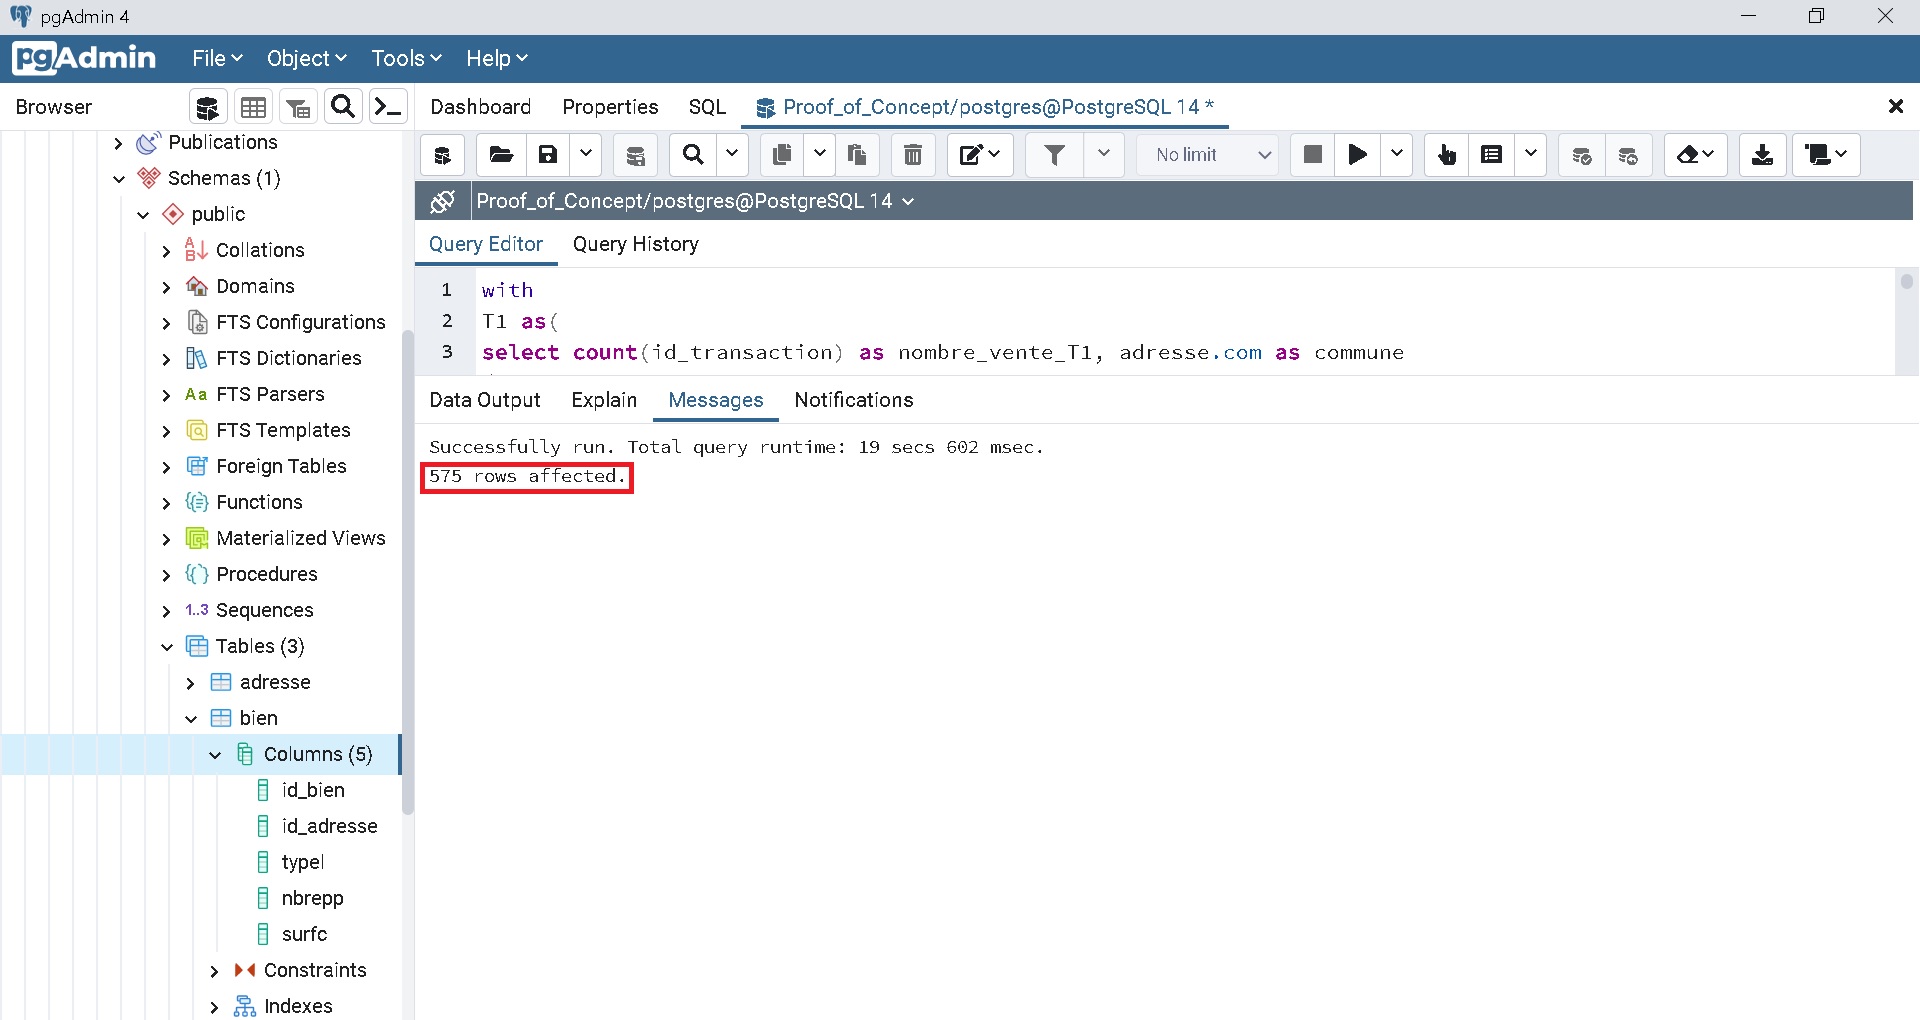 pgAdmin 4
pgAdmin File Object Tools Help
Browser
Dashboard Properties SQL Proof_of_Concept/postgres@PostgreSQL 14 *
No limit
Proof_of_Concept/postgres@PostgreSQL 14
Query Editor Query History
1 with
2 T1 as(
3 select count(id_transaction) as nombre_vente_T1, adresse.com as commune
Data Output Explain Messages Notifications
Successfully run. Total query runtime: 19 secs 602 msec.
575 rows affected.
Publications
Schemas (1)
public
Collations
Domains
FTS Configurations
FTS Dictionaries
Aa FTS Parsers
FTS Templates
Foreign Tables
Functions
Materialized Views
Procedures
1..3 Sequences
Tables (3)
adresse
bien
Columns (5)
id_bien
id_adresse
typel
nbrepp
surfc
Constraints
Indexes